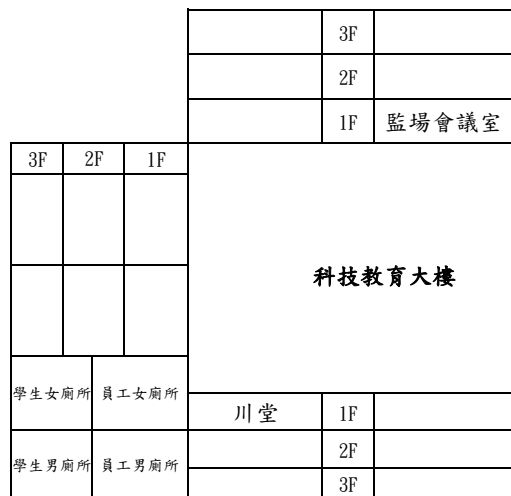 3F
2F
1F 監場會議室
3F 2F 1F
科技教育大樓
學生女廁所 員工女廁所
川堂 1F
2F
學生男廁所 員工男廁所
3F